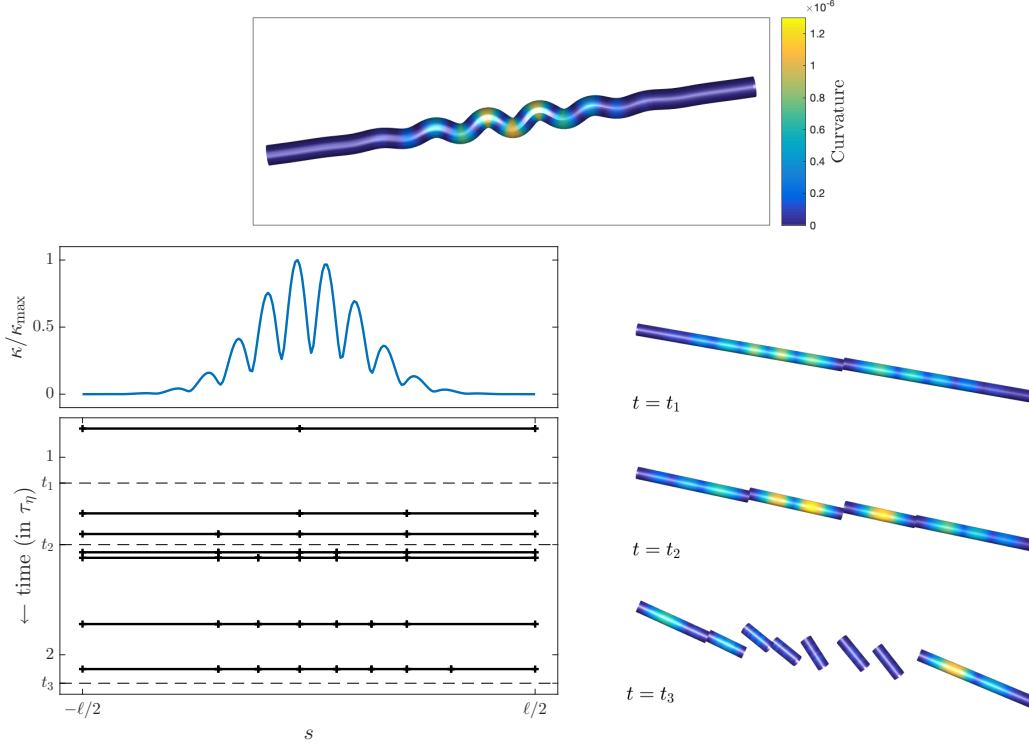 ×10⁻⁶
1.2
1
0.8
0.6
0.4
0.2
0
Curvature
1
0.5
0
κ/κmax
1
t₁
t₂
2
t₃
← time (in τη)
−ℓ/2
ℓ/2
s
t = t₁
t = t₂
t = t₃